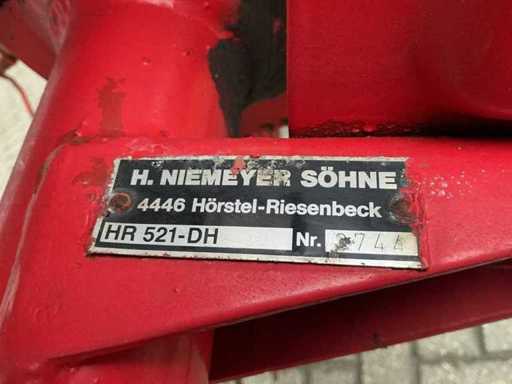 H. NIEMEYER SÖHNE
4446 Hörstel-Riesenbeck
HR 521-DH Nr.